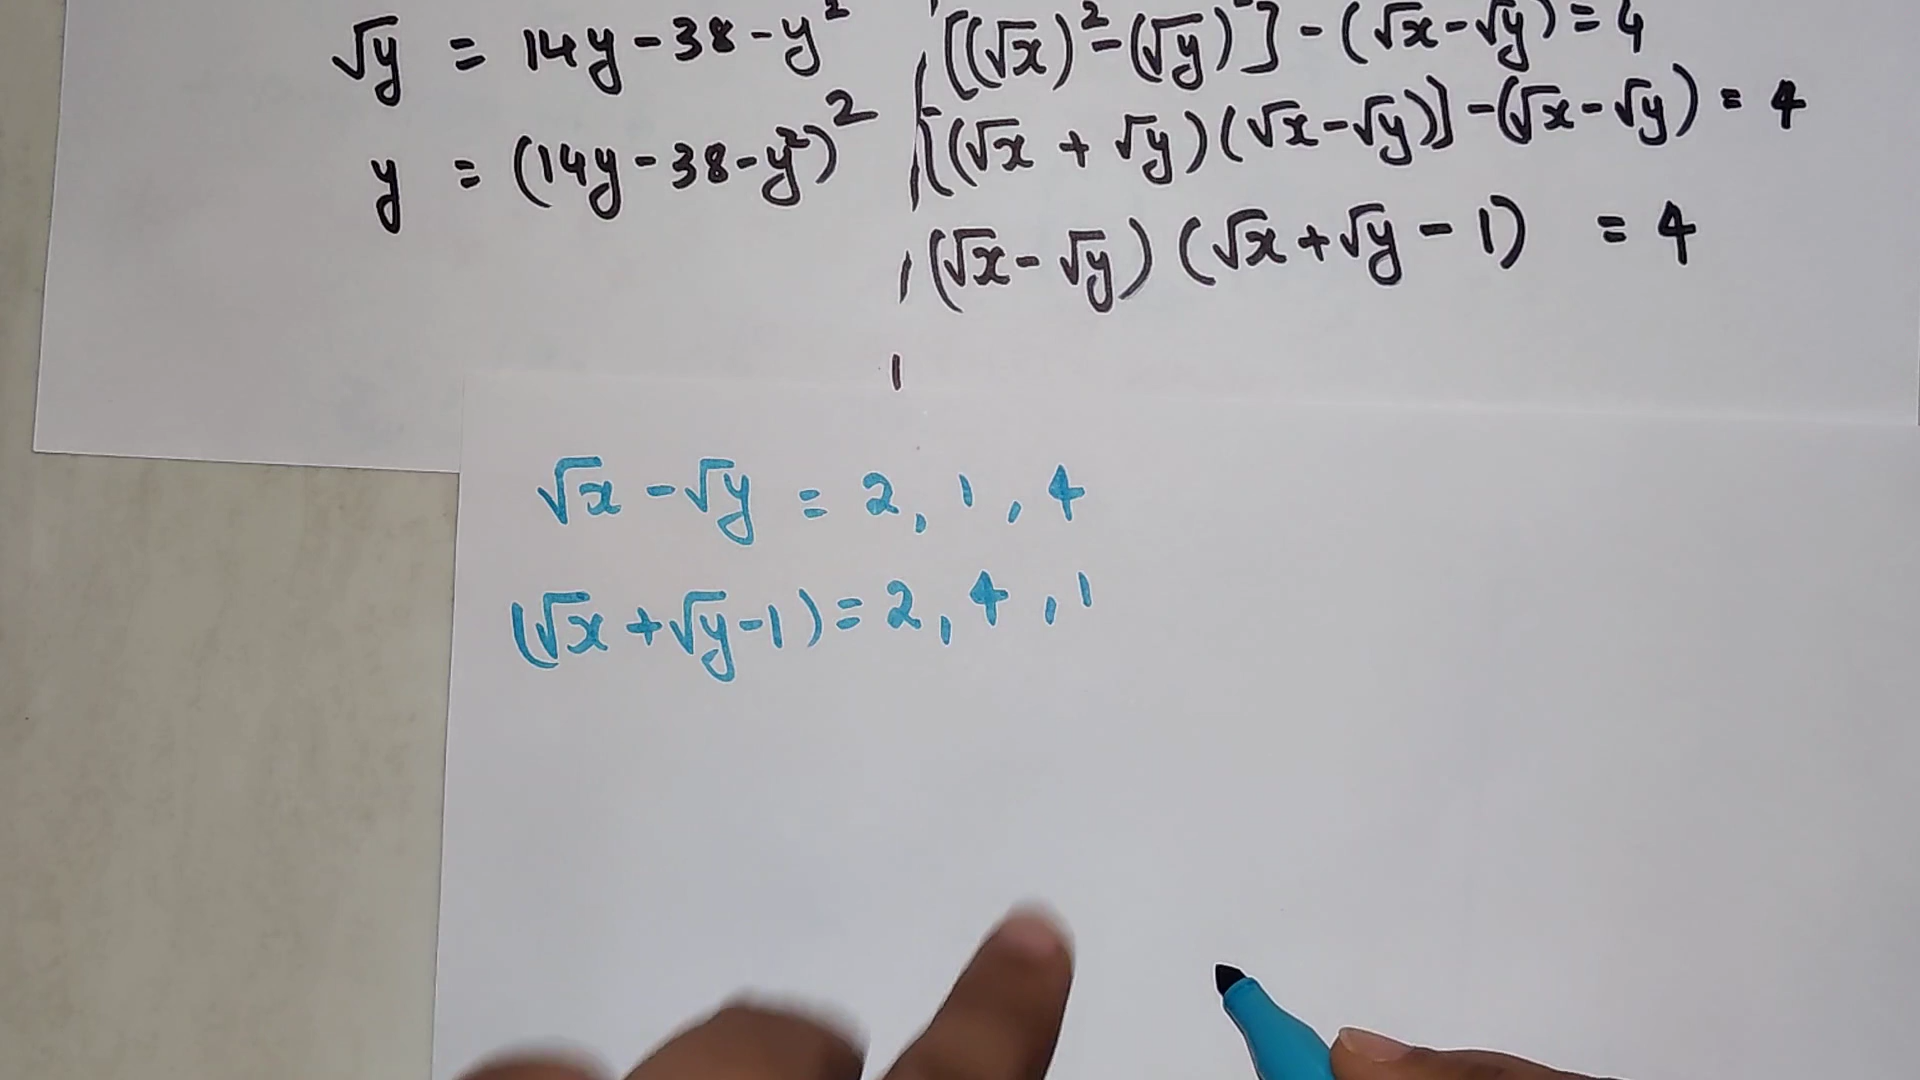 √y = 14y-38-y²
y = (14y-38-y²)²
[(√x)²-(√y)²] - (√x-√y) = 4
[(√x + √y)(√x-√y)] - (√x-√y) = 4
(√x-√y) (√x+√y-1) = 4
√x-√y = 2, 1, 4
(√x+√y-1) = 2, 4, 1